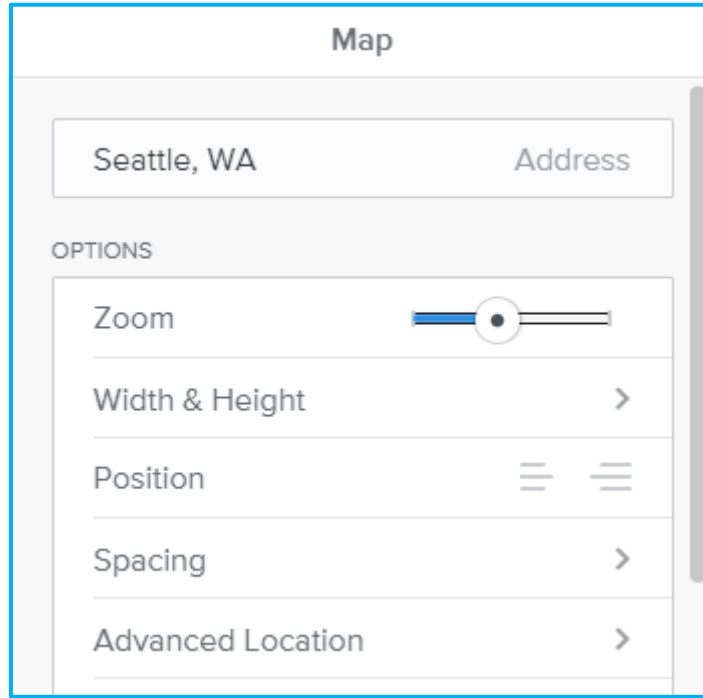 Map
Seattle, WA Address
OPTIONS
Zoom
Width & Height
Position
Spacing
Advanced Location